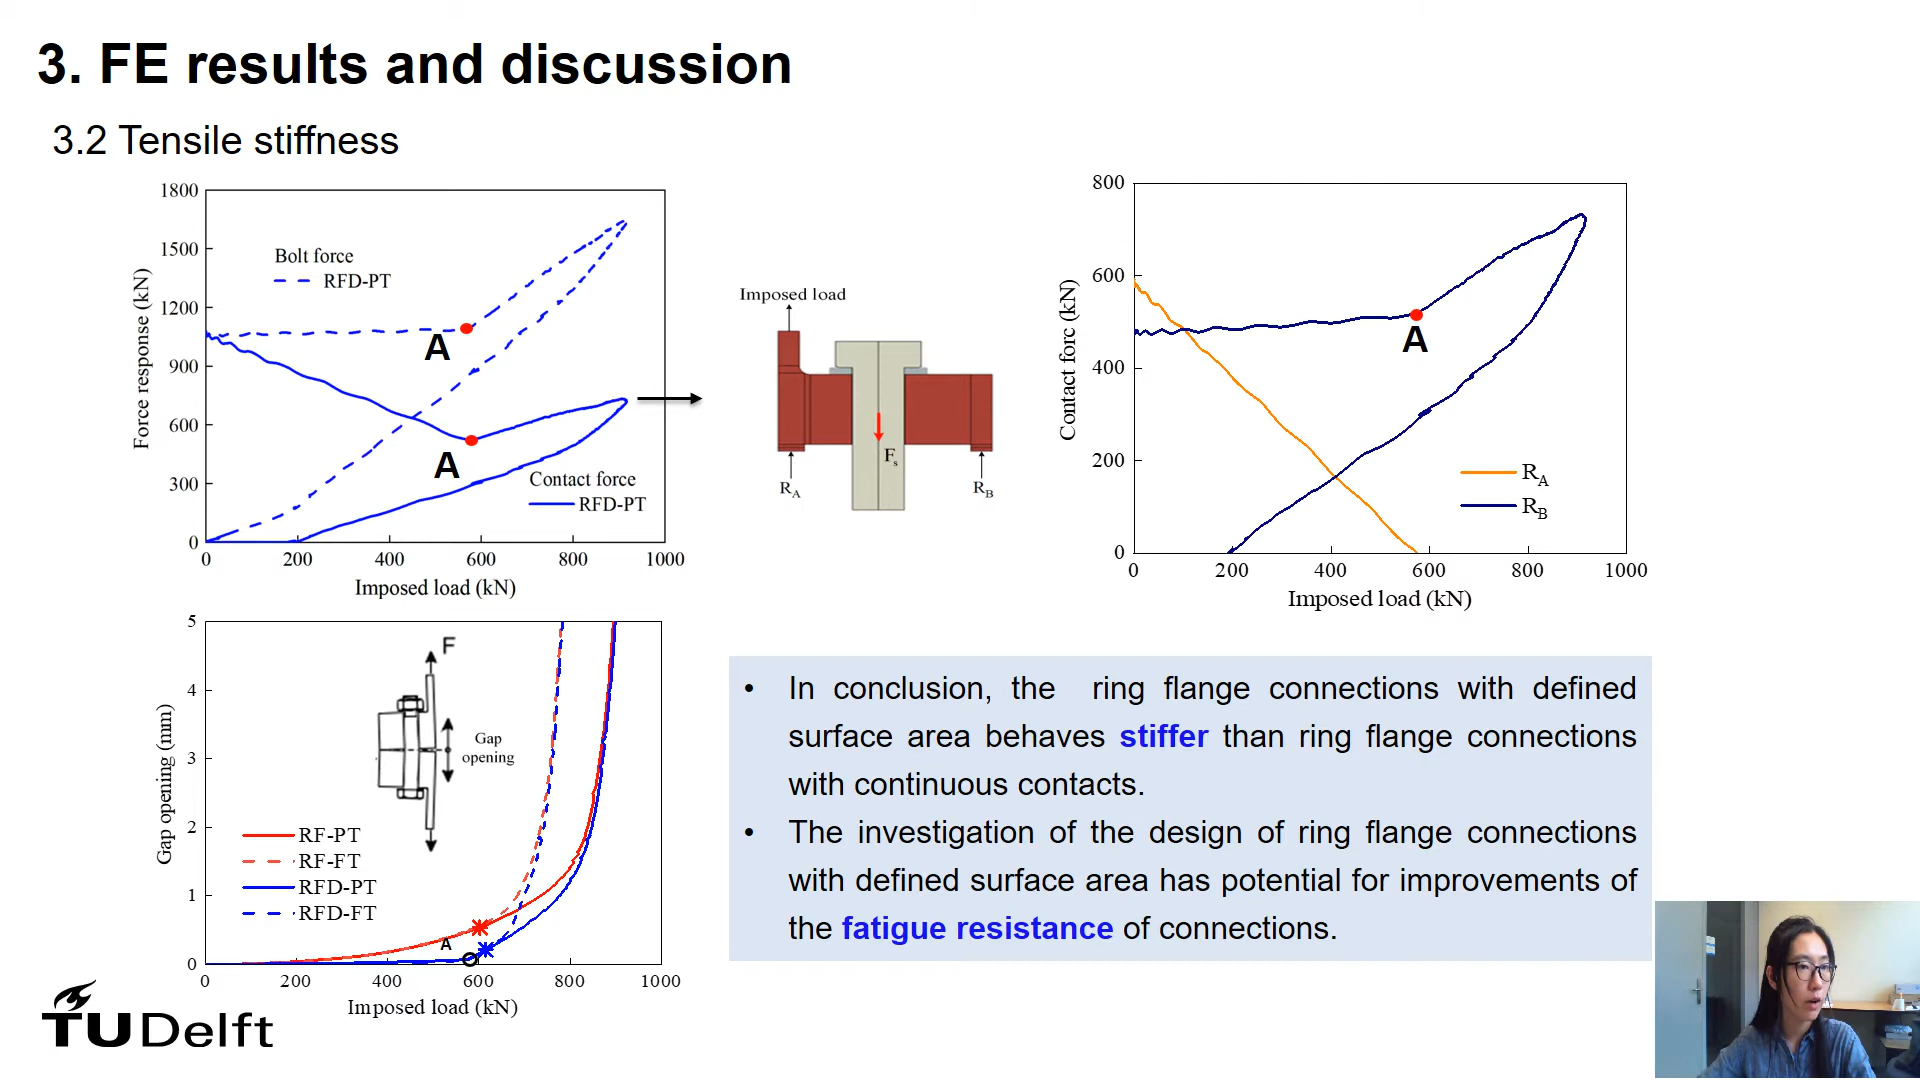 3. FE results and discussion
3.2 Tensile stiffness
1800
1500
1200
900
600
300
0
Force response (kN)
Bolt force
RFD-PT
A
A
Contact force
RFD-PT
0 200 400 600 800 1000
Imposed load (kN)
Imposed load
Fs
RA
RB
800
600
400
200
0
Contact forc (kN)
A
RA
RB
0 200 400 600 800 1000
Imposed load (kN)
5
4
3
2
1
0
Gap opening (mm)
F
Gap
opening
RF-PT
RF-FT
RFD-PT
RFD-FT
A
0 200 400 600 800 1000
Imposed load (kN)
• In conclusion, the ring flange connections with defined
surface area behaves stiffer than ring flange connections
with continuous contacts.
• The investigation of the design of ring flange connections
with defined surface area has potential for improvements of
the fatigue resistance of connections.
TU Delft